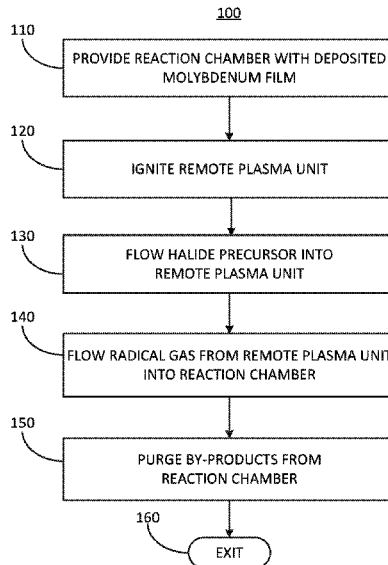 100
110
PROVIDE REACTION CHAMBER WITH DEPOSITED
MOLYBDENUM FILM
120
IGNITE REMOTE PLASMA UNIT
130
FLOW HALIDE PRECURSOR INTO
REMOTE PLASMA UNIT
140
FLOW RADICAL GAS FROM REMOTE PLASMA UNIT
INTO REACTION CHAMBER
150
PURGE BY-PRODUCTS FROM
REACTION CHAMBER
160
EXIT